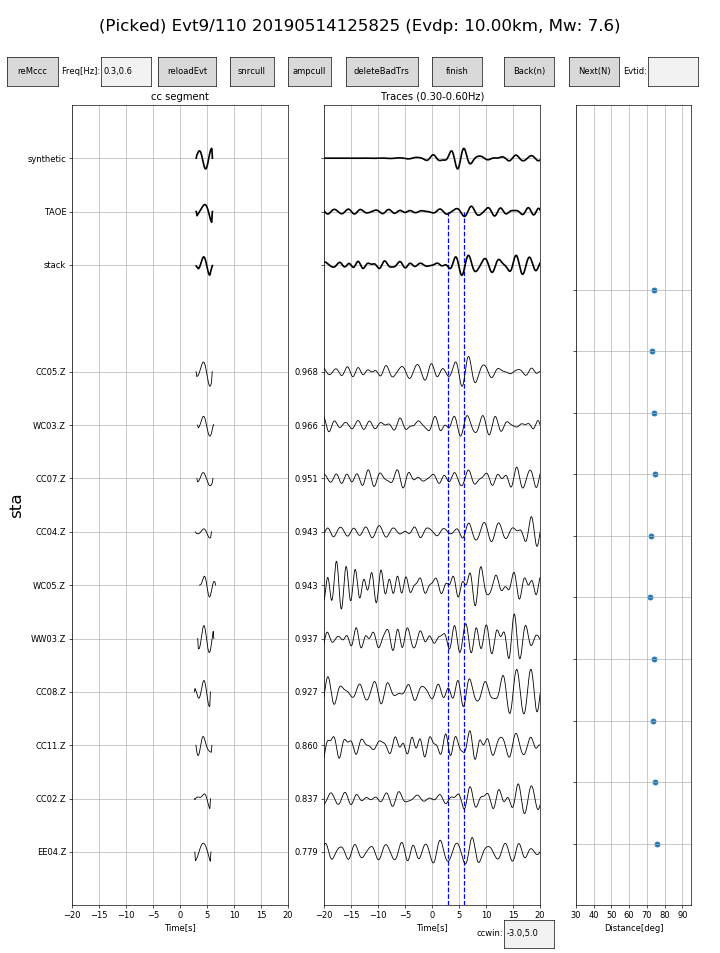 (Picked) Evt9/110 20190514125825 (Evdp: 10.00km, Mw: 7.6)
reMccc Freq[Hz]: 0.3,0.6 reloadEvt snrcull ampcull deleteBadTrs finish Back(n) Next(N) Evtid:
cc segment Traces (0.30-0.60Hz)
synthetic
TAOE
stack
CC05.Z 0.968
WC03.Z 0.966
CC07.Z 0.951
sta
CC04.Z 0.943
WC05.Z 0.943
WW03.Z 0.937
CC08.Z 0.927
CC11.Z 0.860
CC02.Z 0.837
EE04.Z 0.779
−20 −15 −10 −5 0 5 10 15 20 −20 −15 −10 −5 0 5 10 15 20 30 40 50 60 70 80 90
Time[s] Time[s] Distance[deg]
ccwin: -3.0,5.0